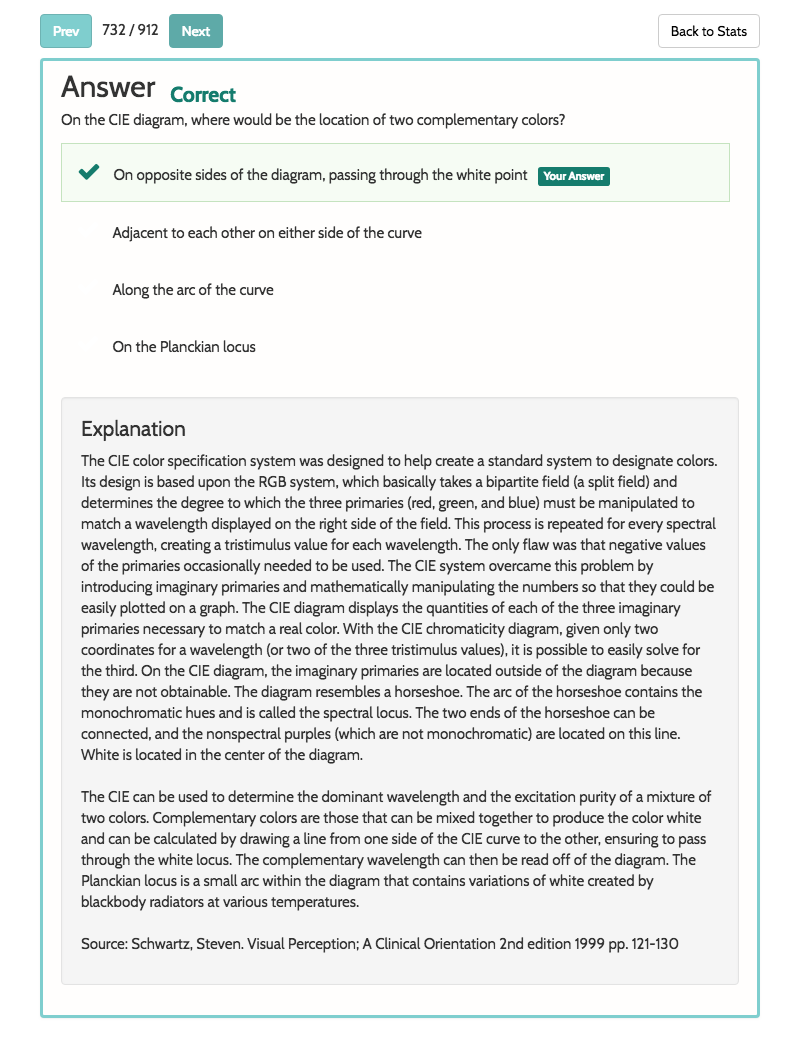 Prev 732 / 912 Next Back to Stats
Answer Correct
On the CIE diagram, where would be the location of two complementary colors?
On opposite sides of the diagram, passing through the white point Your Answer
Adjacent to each other on either side of the curve
Along the arc of the curve
On the Planckian locus
Explanation
The CIE color specification system was designed to help create a standard system to designate colors.
Its design is based upon the RGB system, which basically takes a bipartite field (a split field) and
determines the degree to which the three primaries (red, green, and blue) must be manipulated to
match a wavelength displayed on the right side of the field. This process is repeated for every spectral
wavelength, creating a tristimulus value for each wavelength. The only flaw was that negative values
of the primaries occasionally needed to be used. The CIE system overcame this problem by
introducing imaginary primaries and mathematically manipulating the numbers so that they could be
easily plotted on a graph. The CIE diagram displays the quantities of each of the three imaginary
primaries necessary to match a real color. With the CIE chromaticity diagram, given only two
coordinates for a wavelength (or two of the three tristimulus values), it is possible to easily solve for
the third. On the CIE diagram, the imaginary primaries are located outside of the diagram because
they are not obtainable. The diagram resembles a horseshoe. The arc of the horseshoe contains the
monochromatic hues and is called the spectral locus. The two ends of the horseshoe can be
connected, and the nonspectral purples (which are not monochromatic) are located on this line.
White is located in the center of the diagram.
The CIE can be used to determine the dominant wavelength and the excitation purity of a mixture of
two colors. Complementary colors are those that can be mixed together to produce the color white
and can be calculated by drawing a line from one side of the CIE curve to the other, ensuring to pass
through the white locus. The complementary wavelength can then be read off of the diagram. The
Planckian locus is a small arc within the diagram that contains variations of white created by
blackbody radiators at various temperatures.
Source: Schwartz, Steven. Visual Perception; A Clinical Orientation 2nd edition 1999 pp. 121-130